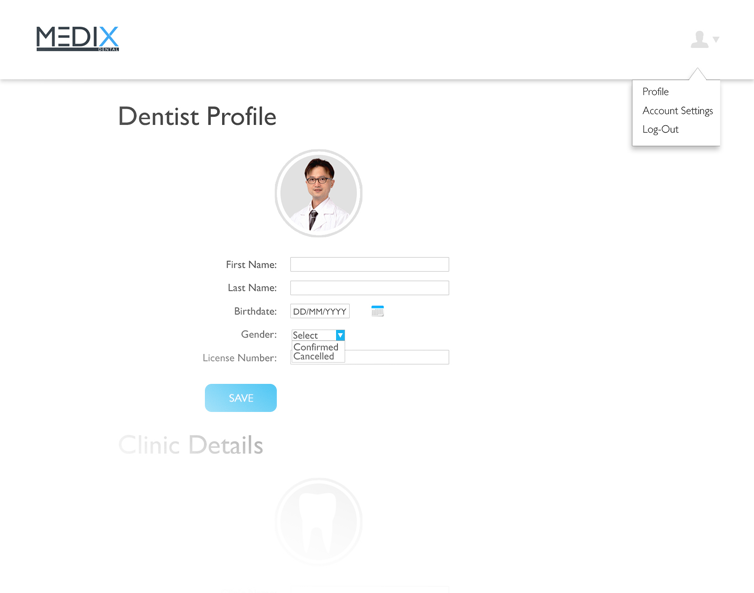 MEDIX
DENTAL
Profile
Account Settings
Log-Out
Dentist Profile
First Name:
Last Name:
Birthdate: DD/MM/YYYY
Gender: Select
Confirmed
Cancelled
License Number:
SAVE
Clinic Details